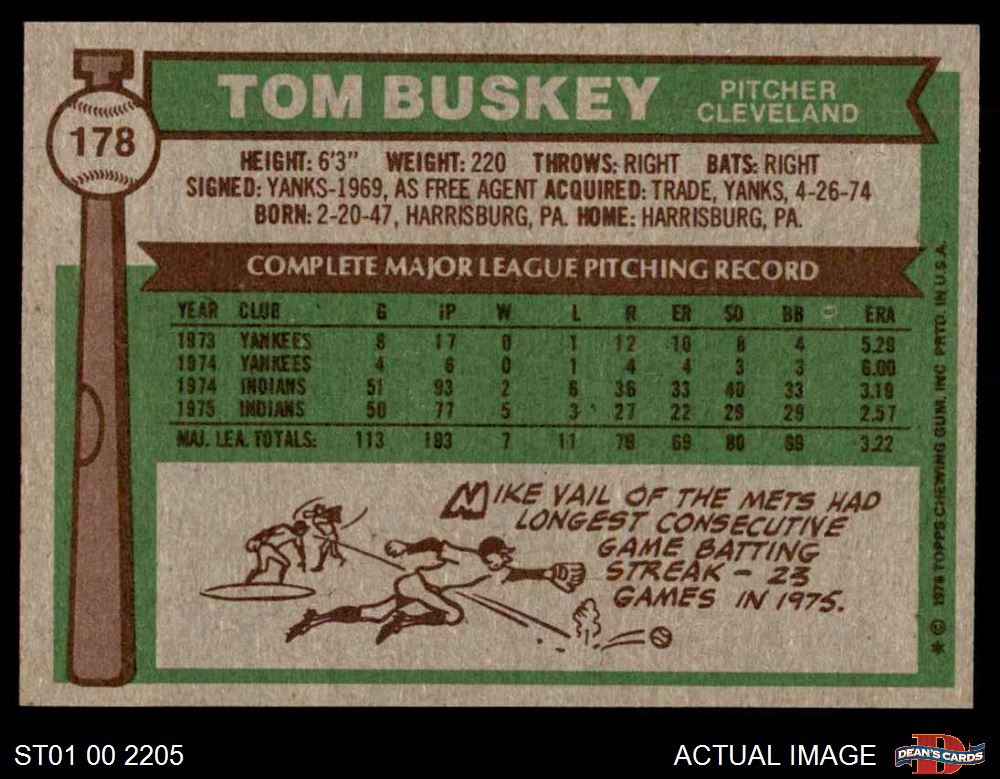 178
TOM BUSKEY
PITCHER
CLEVELAND
HEIGHT: 6'3" WEIGHT: 220 THROWS: RIGHT BATS: RIGHT
SIGNED: YANKS-1969, AS FREE AGENT ACQUIRED: TRADE, YANKS, 4-26-74
BORN: 2-20-47, HARRISBURG, PA. HOME: HARRISBURG, PA.
COMPLETE MAJOR LEAGUE PITCHING RECORD
YEAR CLUB G IP W L R ER SO BB ERA
1973 YANKEES 8 17 0 1 12 10 8 4 5.29
1974 YANKEES 4 6 0 1 4 4 3 3 6.00
1974 INDIANS 51 93 2 6 36 33 40 33 3.19
1975 INDIANS 50 77 5 3 27 22 29 29 2.57
MAJ. LEA. TOTALS: 113 193 7 11 79 69 80 69 3.22
MIKE VAIL OF THE METS HAD
LONGEST CONSECUTIVE
GAME BATTING
STREAK - 23
GAMES IN 1975.
* © 1976 TOPPS CHEWING GUM, INC PRTD. IN U.S.A.
ST01 00 2205
ACTUAL IMAGE
DEAN'S CARDS